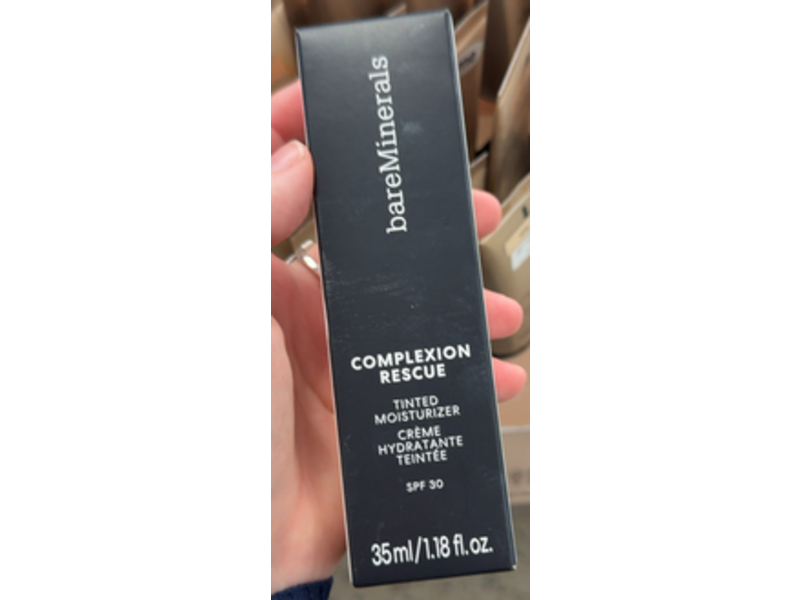 bareMinerals
COMPLEXION
RESCUE
TINTED
MOISTURIZER
CRÈME
HYDRATANTE
TEINTÉE
SPF 30
35ml/1.18 fl.oz.